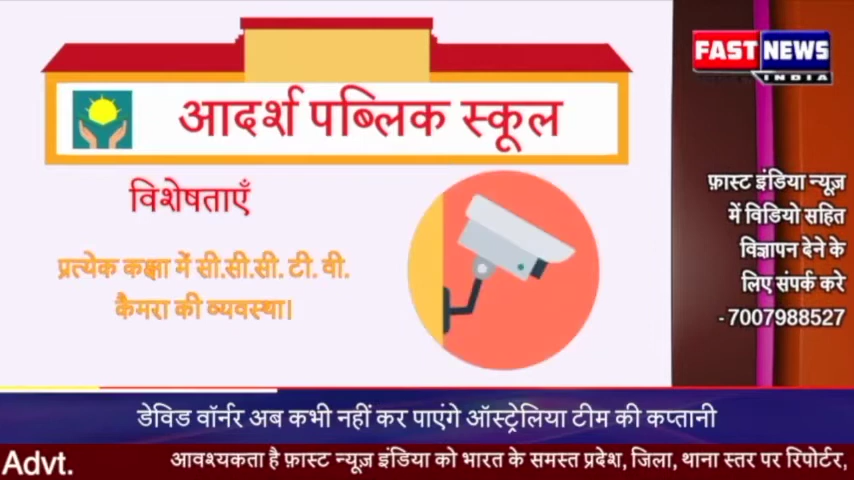 आदर्श पब्लिक स्कूल
विशेषताएँ
प्रत्येक कक्षा में सी.सी.सी. टी. वी.
कैमरा की व्यवस्था।
FAST NEWS
INDIA
फ़ास्ट इंडिया न्यूज़
में विडियो सहित
विज्ञापन देने के
लिए संपर्क करे
- 7007988527
डेविड वॉर्नर अब कभी नहीं कर पाएंगे ऑस्ट्रेलिया टीम की कप्तानी
Advt.
आवश्यकता है फ़ास्ट न्यूज़ इंडिया को भारत के समस्त प्रदेश, जिला, थाना स्तर पर रिपोर्टर,